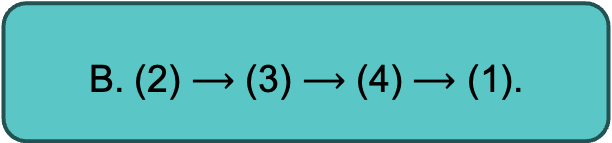 B. (2) ⟶ (3) ⟶ (4) ⟶ (1).